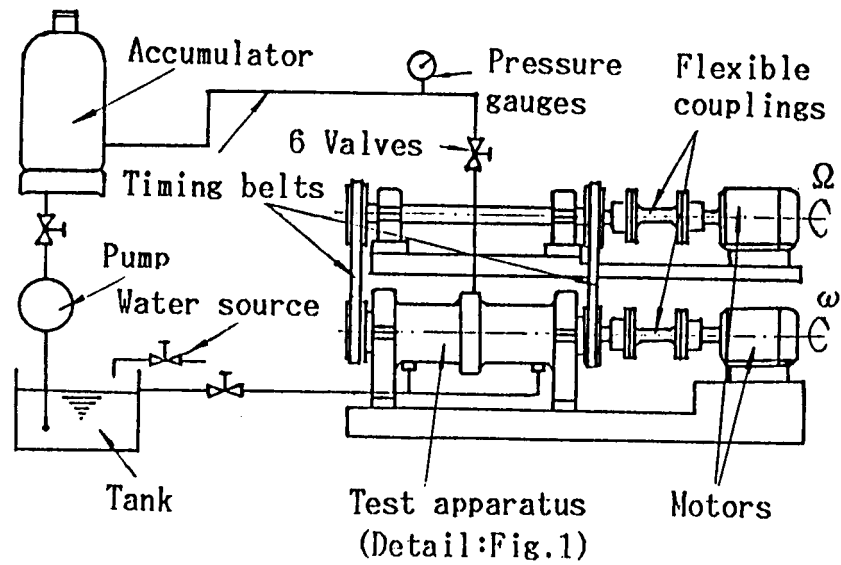 Accumulator
Pressure
gauges
Flexible
couplings
6 Valves
Timing belts
Ω
Pump
Water source
ω
Tank
Test apparatus
(Detail:Fig.1)
Motors